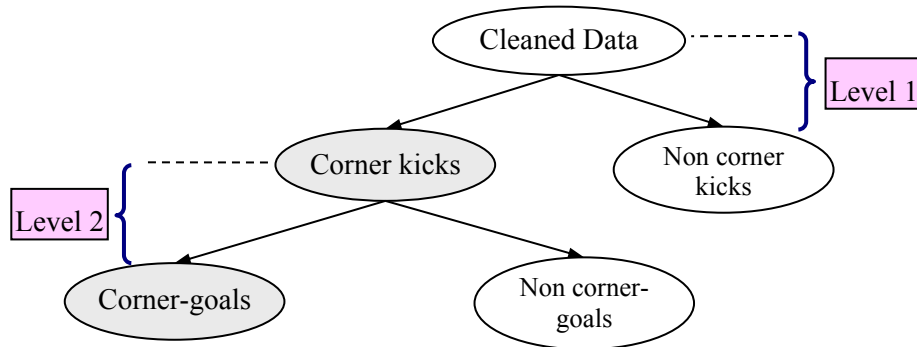 Cleaned Data
Level 1
Corner kicks
Non corner
kicks
Level 2
Corner-goals
Non corner-
goals